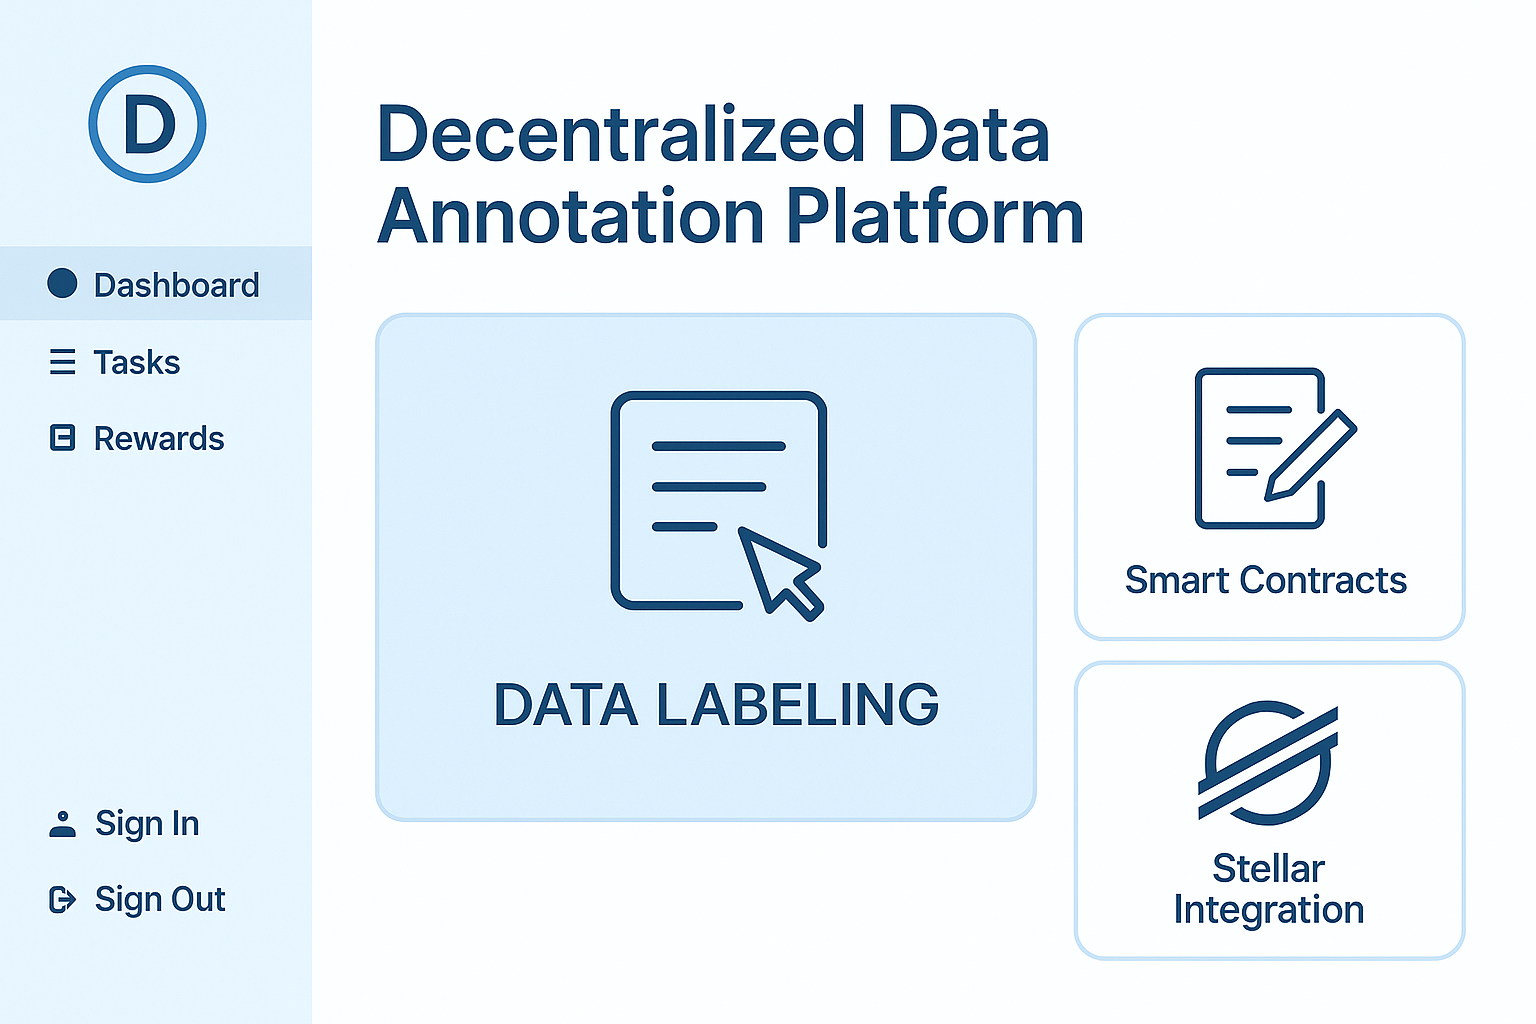 D
Dashboard
Tasks
Rewards
Sign In
Sign Out
Decentralized Data
Annotation Platform
DATA LABELING
Smart Contracts
Stellar
Integration